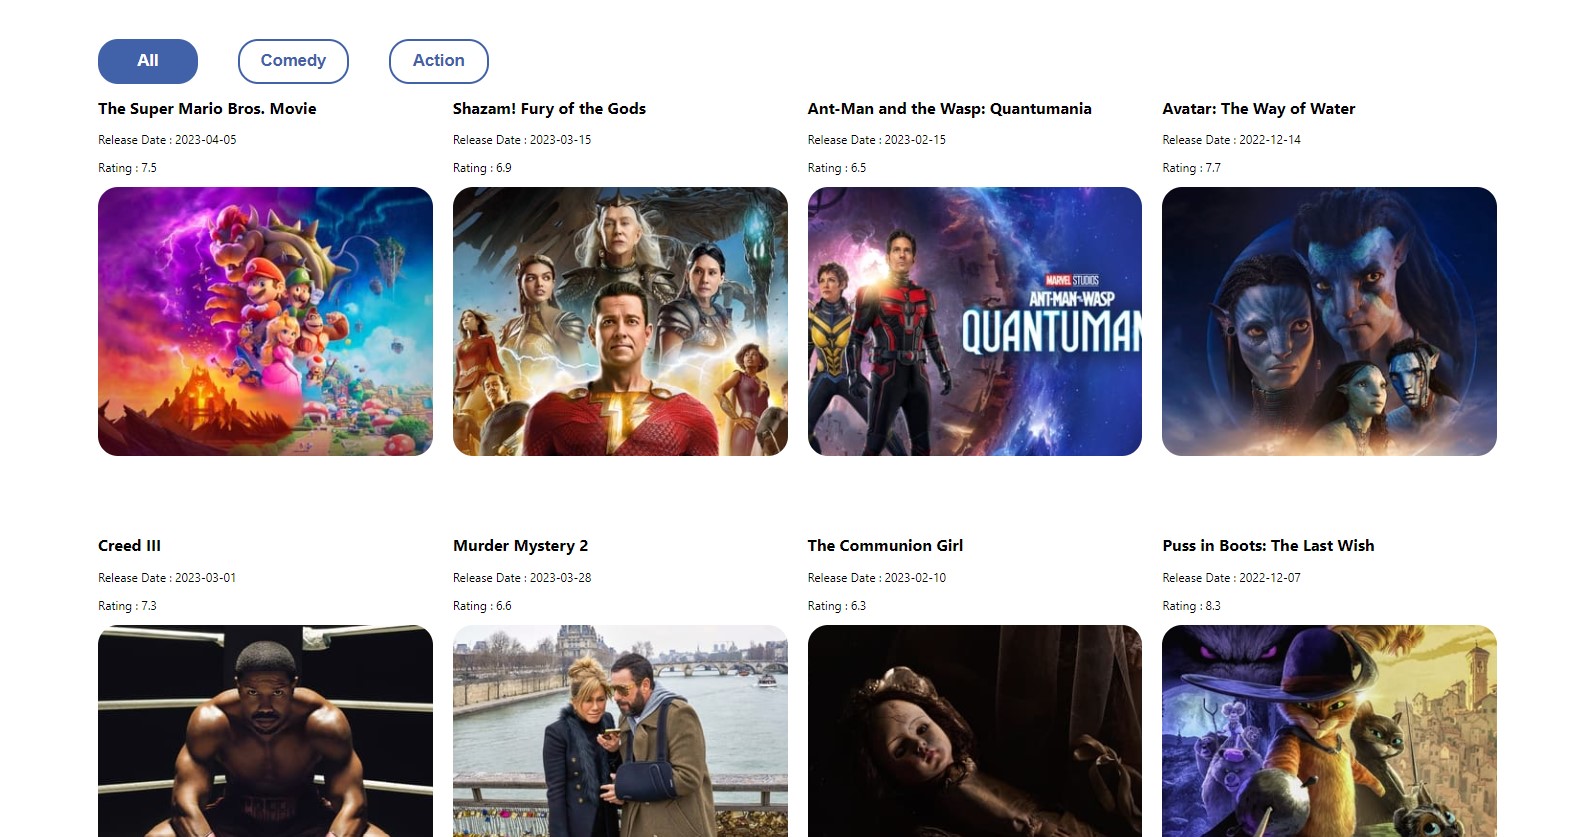 All
Comedy
Action
The Super Mario Bros. Movie
Release Date : 2023-04-05
Rating : 7.5
Shazam! Fury of the Gods
Release Date : 2023-03-15
Rating : 6.9
Ant-Man and the Wasp: Quantumania
Release Date : 2023-02-15
Rating : 6.5
MARVEL STUDIOS
ANT-MAN AND THE WASP
QUANTUMAN
Avatar: The Way of Water
Release Date : 2022-12-14
Rating : 7.7
Creed III
Release Date : 2023-03-01
Rating : 7.3
Murder Mystery 2
Release Date : 2023-03-28
Rating : 6.6
The Communion Girl
Release Date : 2023-02-10
Rating : 6.3
Puss in Boots: The Last Wish
Release Date : 2022-12-07
Rating : 8.3